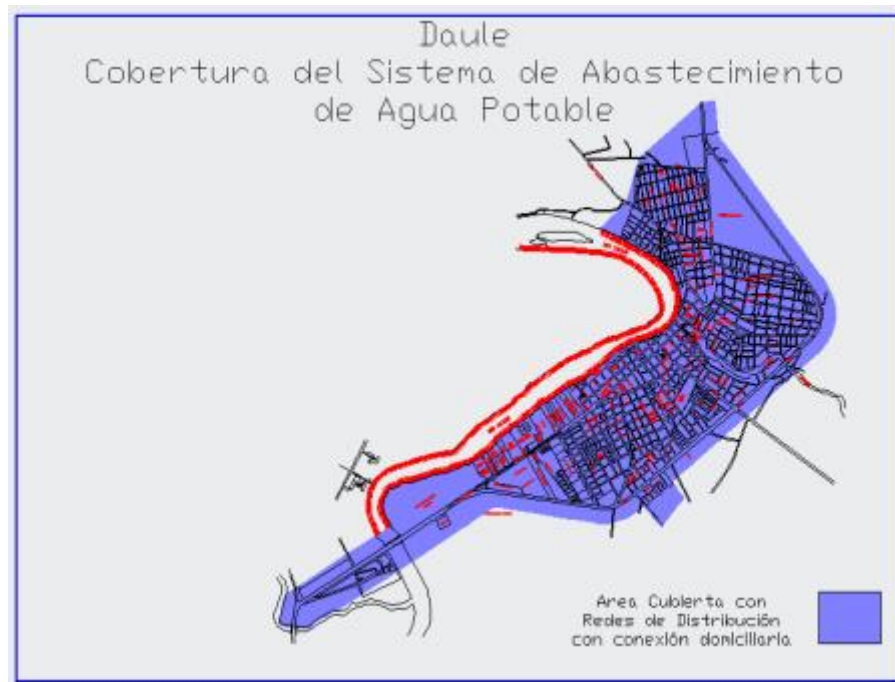 Daule
Cobertura del Sistema de Abastecimiento
de Agua Potable
Area Cubierta con
Redes de Distribución
con conexión domiciliaria